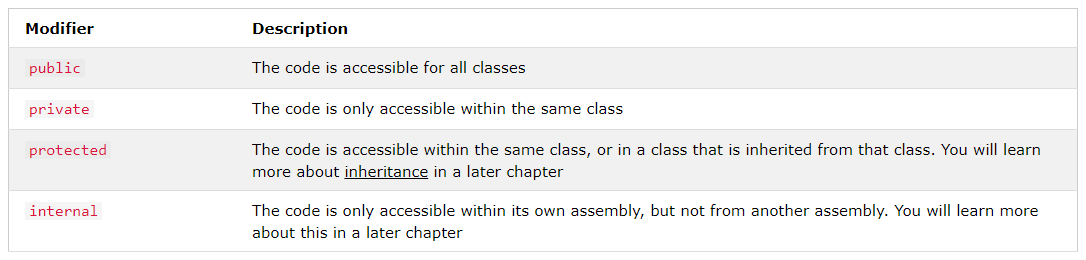 Modifier Description
public The code is accessible for all classes
private The code is only accessible within the same class
protected The code is accessible within the same class, or in a class that is inherited from that class. You will learn
more about inheritance in a later chapter
internal The code is only accessible within its own assembly, but not from another assembly. You will learn more
about this in a later chapter